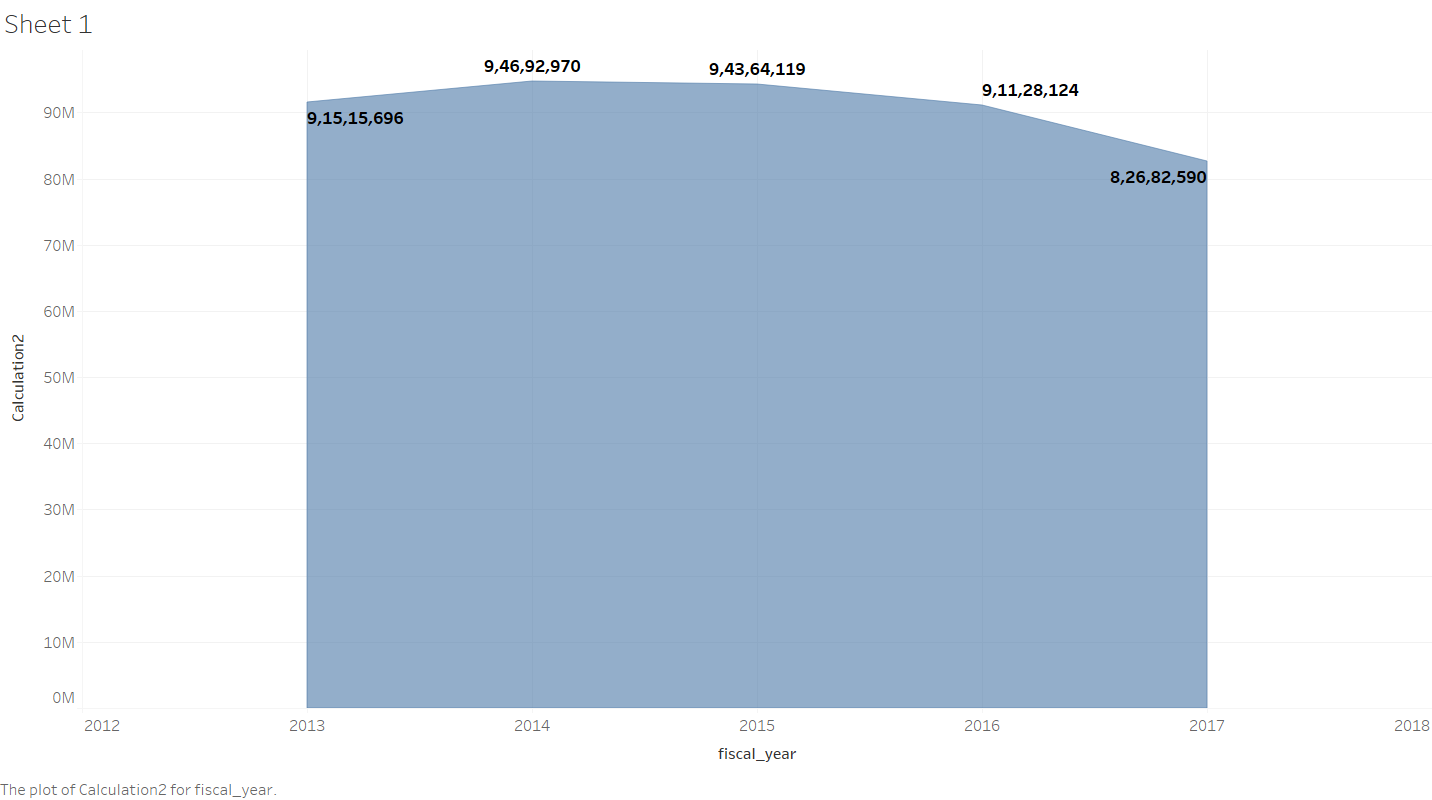 Sheet 1
9,46,92,970
9,43,64,119
9,11,28,124
9,15,15,696
8,26,82,590
90M
80M
70M
60M
50M
40M
30M
20M
10M
0M
Calculation2
2012 2013 2014 2015 2016 2017 2018
fiscal_year
The plot of Calculation2 for fiscal_year.